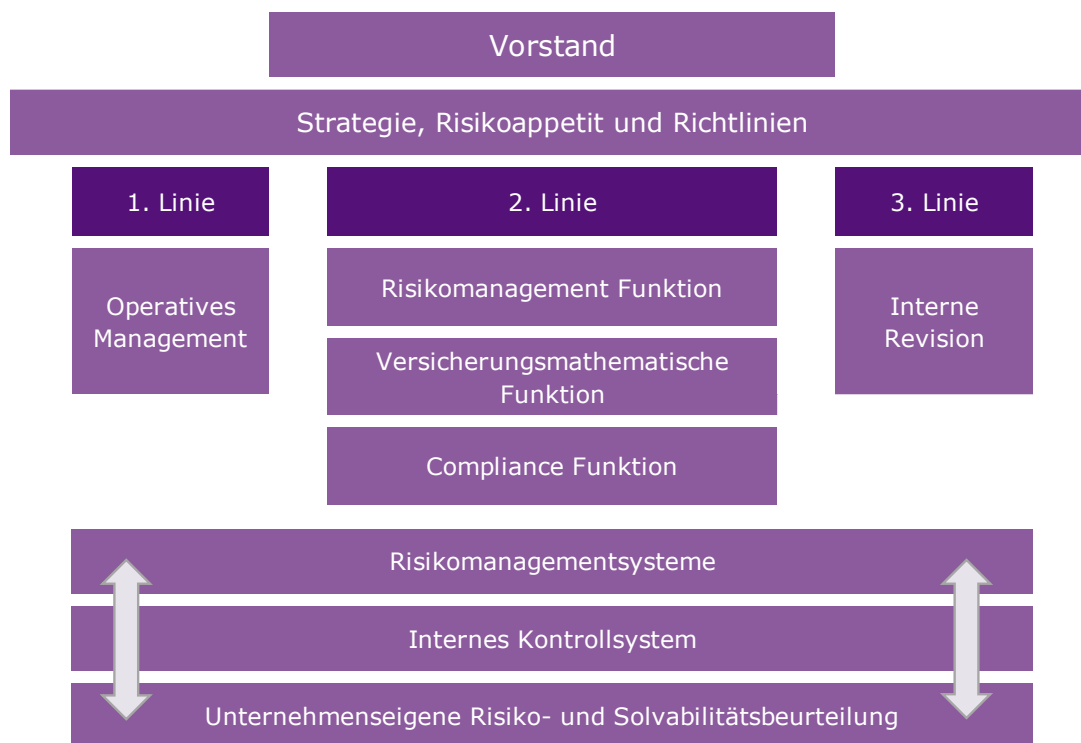 Vorstand
Strategie, Risikoappetit und Richtlinien
1. Linie
2. Linie
3. Linie
Operatives
Management
Risikomanagement Funktion
Versicherungsmathematische
Funktion
Compliance Funktion
Interne
Revision
Risikomanagementsysteme
Internes Kontrollsystem
Unternehmenseigene Risiko- und Solvabilitätsbeurteilung